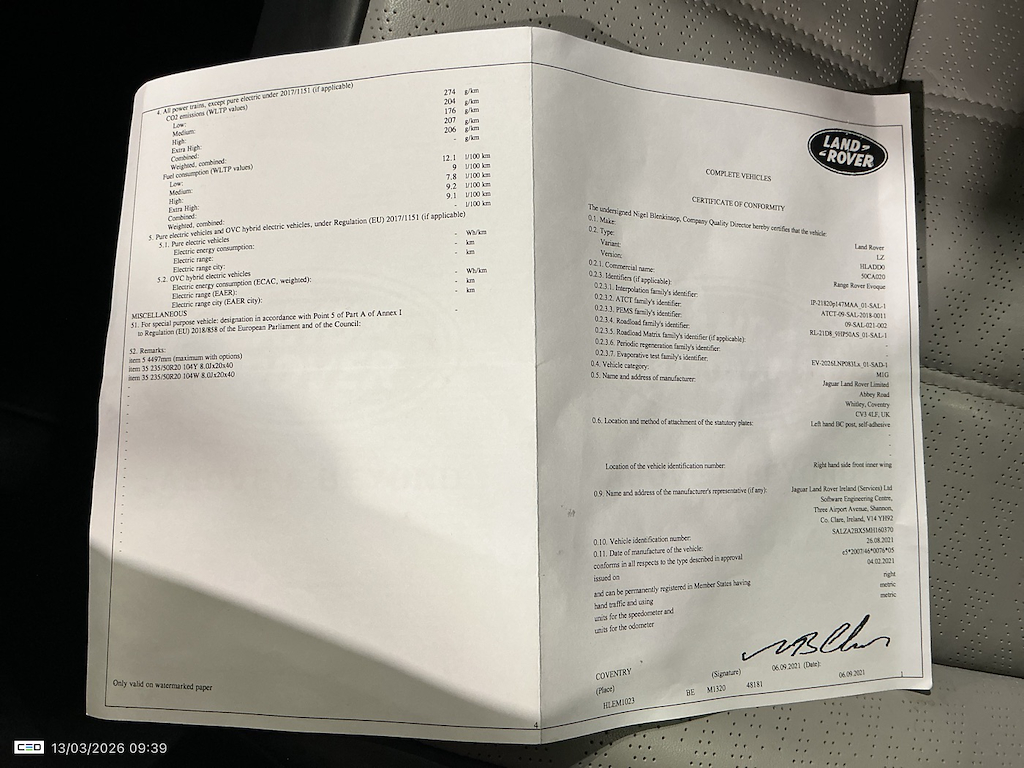 4. All power trains, except pure electric under 2017/1151 (if applicable)
CO2 emissions (WLTP values)
Low: 274 g/km
Medium: 204 g/km
High: 176 g/km
Extra High: 207 g/km
Combined: 206 g/km
Weighted, combined: - g/km
Fuel consumption (WLTP values)
Low: 12.1 l/100 km
Medium: 9 l/100 km
High: 7.8 l/100 km
Extra High: 9.2 l/100 km
Combined: 9.1 l/100 km
Weighted, combined: - l/100 km
5. Pure electric vehicles and OVC hybrid electric vehicles, under Regulation (EU) 2017/1151 (if applicable)
5.1. Pure electric vehicles
Electric energy consumption: - Wh/km
Electric range: - km
Electric range city: - km
5.2. OVC hybrid electric vehicles
Electric energy consumption (ECAC, weighted): - Wh/km
Electric range (EAER): - km
Electric range city (EAER city): - km
MISCELLANEOUS
51. For special purpose vehicle: designation in accordance with Point 5 of Part A of Annex I
to Regulation (EU) 2018/858 of the European Parliament and of the Council: -
52. Remarks:
item 5 4497mm (maximum with options)
item 35 235/50R20 104Y 8.0Jx20x40
item 35 235/50R20 104W 8.0Jx20x40
Only valid on watermarked paper
4
LAND
ROVER
COMPLETE VEHICLES
CERTIFICATE OF CONFORMITY
The undersigned Nigel Blenkinsop, Company Quality Director hereby certifies that the vehicle:
0.1. Make: Land Rover
0.2. Type: LZ
Variant: HLADD0
Version: 50CA020
0.2.1. Commercial name: Range Rover Evoque
0.2.3. Identifiers (if applicable):
0.2.3.1. Interpolation family's identifier: IP-21820p147MAA_01-SAL-1
0.2.3.2. ATCT family's identifier: ATCT-09-SAL-2018-0011
0.2.3.3. PEMS family's identifier: 09-SAL-021-002
0.2.3.4. Roadload family's identifier: RL-21D8_9HP50AS_01-SAL-1
0.2.3.5. Roadload Matrix family's identifier (if applicable): -
0.2.3.6. Periodic regeneration family's identifier: -
0.2.3.7. Evaporative test family's identifier: EV-2026LNP083Lx_01-SAD-1
0.4. Vehicle category: M1G
0.5. Name and address of manufacturer: Jaguar Land Rover Limited
Abbey Road
Whitley, Coventry
CV3 4LF, UK
0.6. Location and method of attachment of the statutory plates: Left hand BC post, self-adhesive
Location of the vehicle identification number: Right hand side front inner wing
0.9. Name and address of the manufacturer's representative (if any): Jaguar Land Rover Ireland (Services) Ltd
Software Engineering Centre,
Three Airport Avenue, Shannon,
Co. Clare, Ireland, V14 YH92
0.10. Vehicle identification number: SALZA2BX5MH160370
0.11. Date of manufacture of the vehicle: 26.08.2021
conforms in all respects to the type described in approval e5*2007/46*0076*05
issued on 04.02.2021
and can be permanently registered in Member States having right
hand traffic and using metric
units for the speedometer and metric
units for the odometer
COVENTRY (Signature) 06.09.2021 (Date):
(Place) 06.09.2021
HLEM1023 BE M1320 48181
1
CEO 13/03/2026 09:39